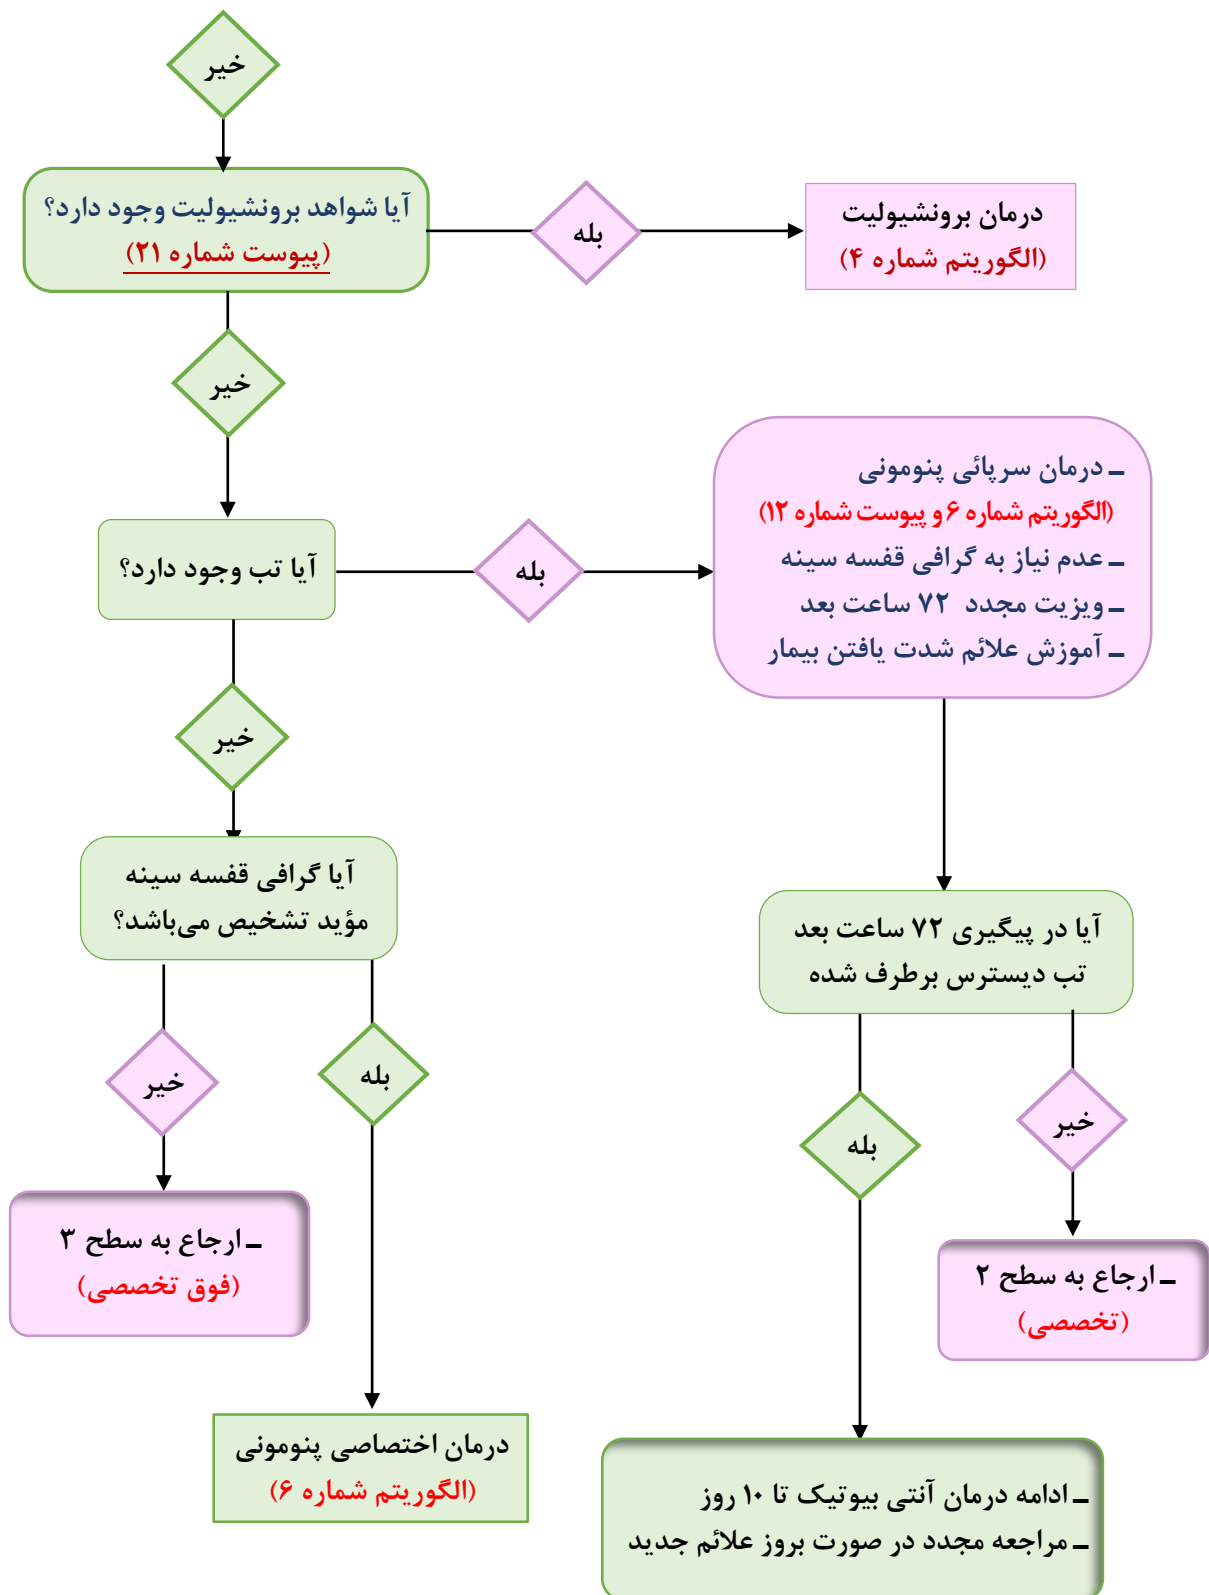 خیر
آیا شواهد برونشیولیت وجود دارد؟
(پیوست شماره ۲۱)
بله
درمان برونشیولیت
(الگوریتم شماره ۴)
خیر
آیا تب وجود دارد؟
بله
ـ درمان سرپائی پنومونی
(الگوریتم شماره ۶ و پیوست شماره ۱۲)
ـ عدم نیاز به گرافی قفسه سینه
ـ ویزیت مجدد ۷۲ ساعت بعد
ـ آموزش علائم شدت یافتن بیمار
خیر
آیا گرافی قفسه سینه
مؤید تشخیص می‌باشد؟
آیا در پیگیری ۷۲ ساعت بعد
تب دیسترس برطرف شده
بله
خیر
خیر
بله
ـ ارجاع به سطح ۳
(فوق تخصصی)
ـ ارجاع به سطح ۲
(تخصصی)
درمان اختصاصی پنومونی
(الگوریتم شماره ۶)
ـ ادامه درمان آنتی بیوتیک تا ۱۰ روز
ـ مراجعه مجدد در صورت بروز علائم جدید